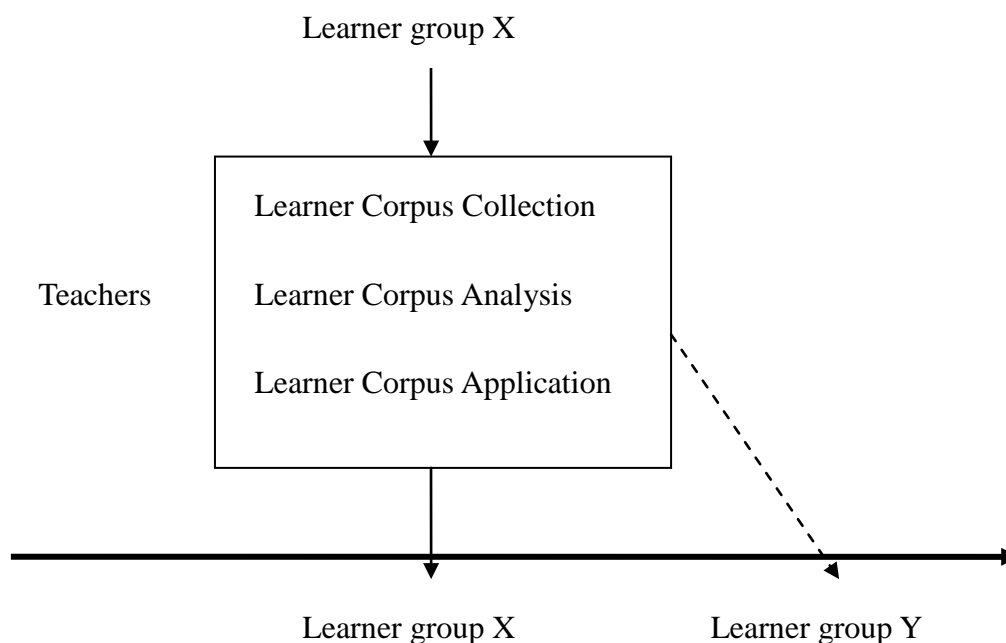 Learner group X
Learner Corpus Collection
Teachers
Learner Corpus Analysis
Learner Corpus Application
Learner group X
Learner group Y